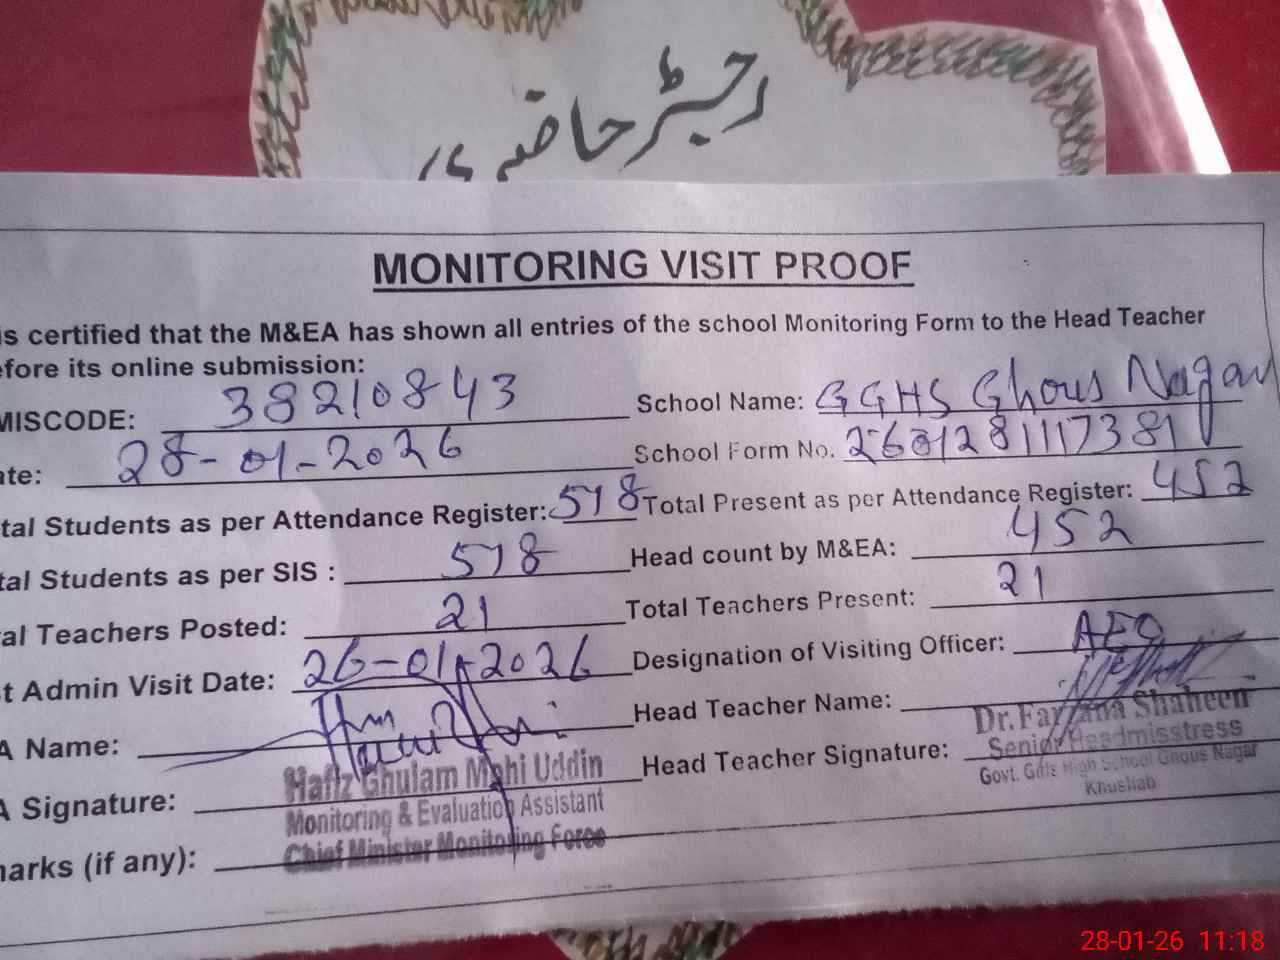 رجسٹر حاضری
MONITORING VISIT PROOF
is certified that the M&EA has shown all entries of the school Monitoring Form to the Head Teacher
efore its online submission:
MISCODE: 38210843 School Name: GGHS Ghous Nagar
ate: 28-01-2026 School Form No. 2601281117381
tal Students as per Attendance Register: 518 Total Present as per Attendance Register: 452
tal Students as per SIS : 518 Head count by M&EA: 452
al Teachers Posted: 21 Total Teachers Present: 21
t Admin Visit Date: 26-01-2026 Designation of Visiting Officer: AEO
A Name: Head Teacher Name:
Dr. Farzana Shaheen
A Signature: Head Teacher Signature:
Senior Headmisstress
Govt. Girls High School Ghous Nagar
Khushab
Hafiz Ghulam Mohi Uddin
Monitoring & Evaluation Assistant
Chief Minister Monitoring Force
marks (if any):
28-01-26 11:18